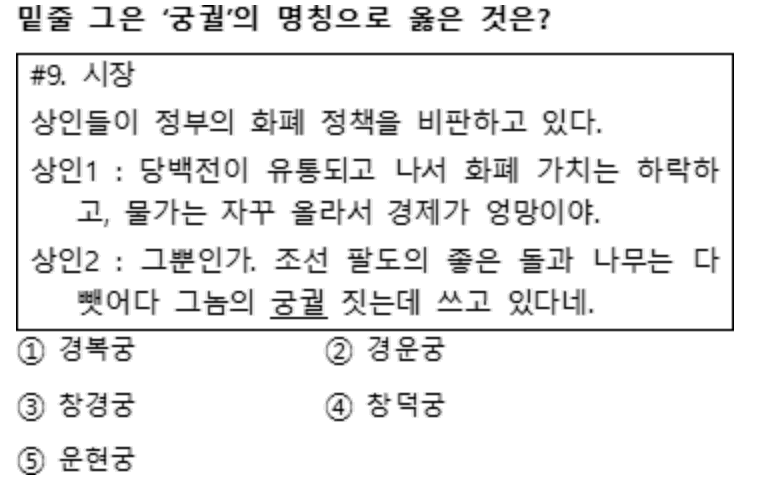 밑줄 그은 '궁궐'의 명칭으로 옳은 것은?
#9. 시장
상인들이 정부의 화폐 정책을 비판하고 있다.
상인1 : 당백전이 유통되고 나서 화폐 가치는 하락하
고, 물가는 자꾸 올라서 경제가 엉망이야.
상인2 : 그뿐인가. 조선 팔도의 좋은 돌과 나무는 다
뺏어다 그놈의 궁궐 짓는데 쓰고 있다네.
① 경복궁 ② 경운궁
③ 창경궁 ④ 창덕궁
⑤ 운현궁